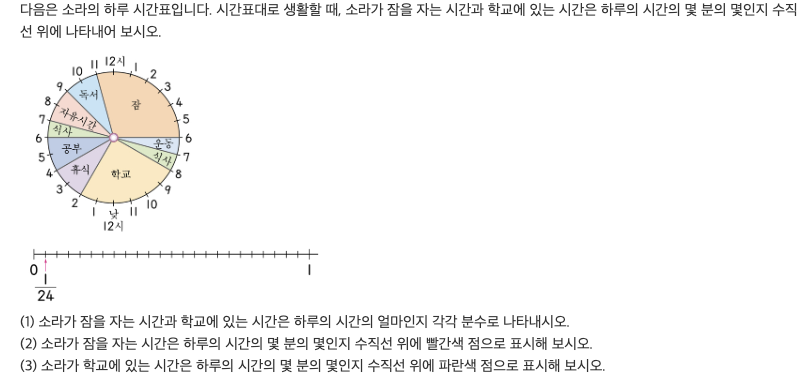 다음은 소라의 하루 시간표입니다. 시간표대로 생활할 때, 소라가 잠을 자는 시간과 학교에 있는 시간은 하루의 시간의 몇 분의 몇인지 수직
선 위에 나타내어 보시오.
12시
11
1
10
2
9
독서
3
8
잠
4
자유시간
7
5
식사
6
6
공부
운동
5
7
식사
4
휴식
학교
8
3
9
2
10
1
낮
11
12시
0
1
1
24
(1) 소라가 잠을 자는 시간과 학교에 있는 시간은 하루의 시간의 얼마인지 각각 분수로 나타내시오.
(2) 소라가 잠을 자는 시간은 하루의 시간의 몇 분의 몇인지 수직선 위에 빨간색 점으로 표시해 보시오.
(3) 소라가 학교에 있는 시간은 하루의 시간의 몇 분의 몇인지 수직선 위에 파란색 점으로 표시해 보시오.